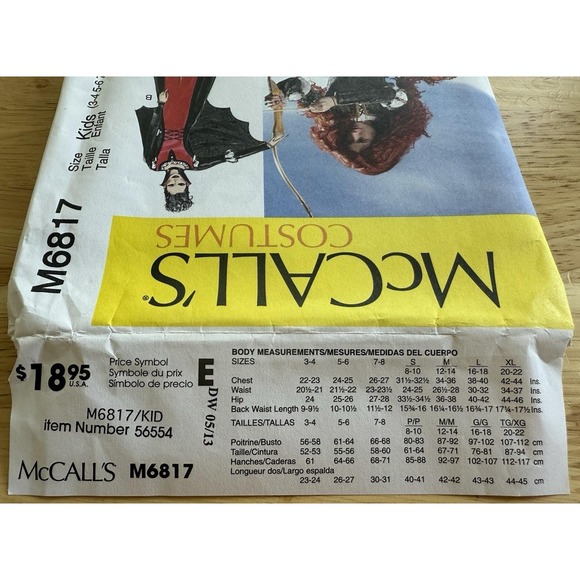 M6817
Size Kids (3-4,5-6,7
Taille Enfant
Talla
McCALL'S®
COSTUMES
B
$18.95
U.S.A.
Price Symbol
Symbole du prix
Símbolo de precio
E
DW 05/13
M6817/KID
item Number 56554
McCALL'S M6817
BODY MEASUREMENTS/MESURES/MEDIDAS DEL CUERPO
SIZES 3-4 5-6 7-8 S M L XL
8-10 12-14 16-18 20-22
Chest 22-23 24-25 26-27 31½-32½ 34-36 38-40 42-44 Ins.
Waist 20½-21 21½-22 23-23½ 24-25 26½-28 30-32 34-37 Ins.
Hip 24 25-26 27-28 33½-34½ 36-38 40-42 44-46 Ins.
Back Waist Length 9-9½ 10-10½ 11½-12 15¾-16 16¼-16½ 16¾-17 17¼-17½ Ins.
TAILLES/TALLAS 3-4 5-6 7-8 P/P M/M G/G TG/XG
8-10 12-14 16-18 20-22
Poitrine/Busto 56-58 61-64 66-68 80-83 87-92 97-102 107-112 cm
Taille/Cintura 52-53 55-56 58-60 61-64 67-71 76-81 87-94 cm
Hanches/Caderas 61 64-66 68-71 85-88 92-97 102-107 112-117 cm
Longueur dos/Largo espalda
23-24 26-27 30-31 40-41 41-42 42-43 44-45 cm